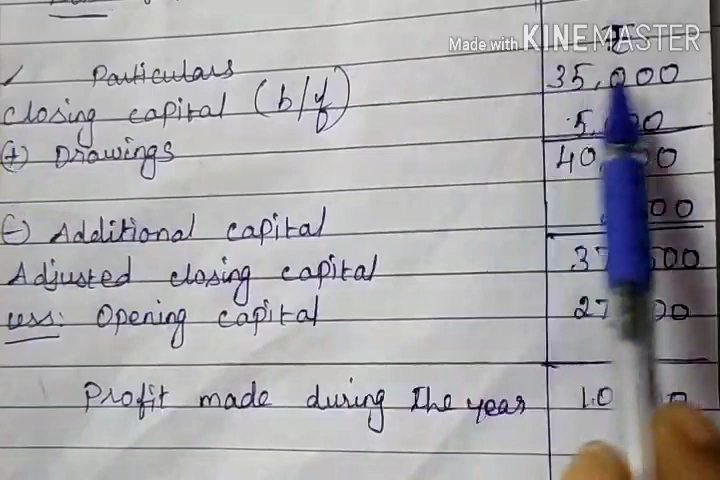 Made with KINEMASTER
Particulars
Closing capital (b/f) 35,000
(+) Drawings
(-) Additional capital
Adjusted closing capital
Less: Opening capital
Profit made during the year